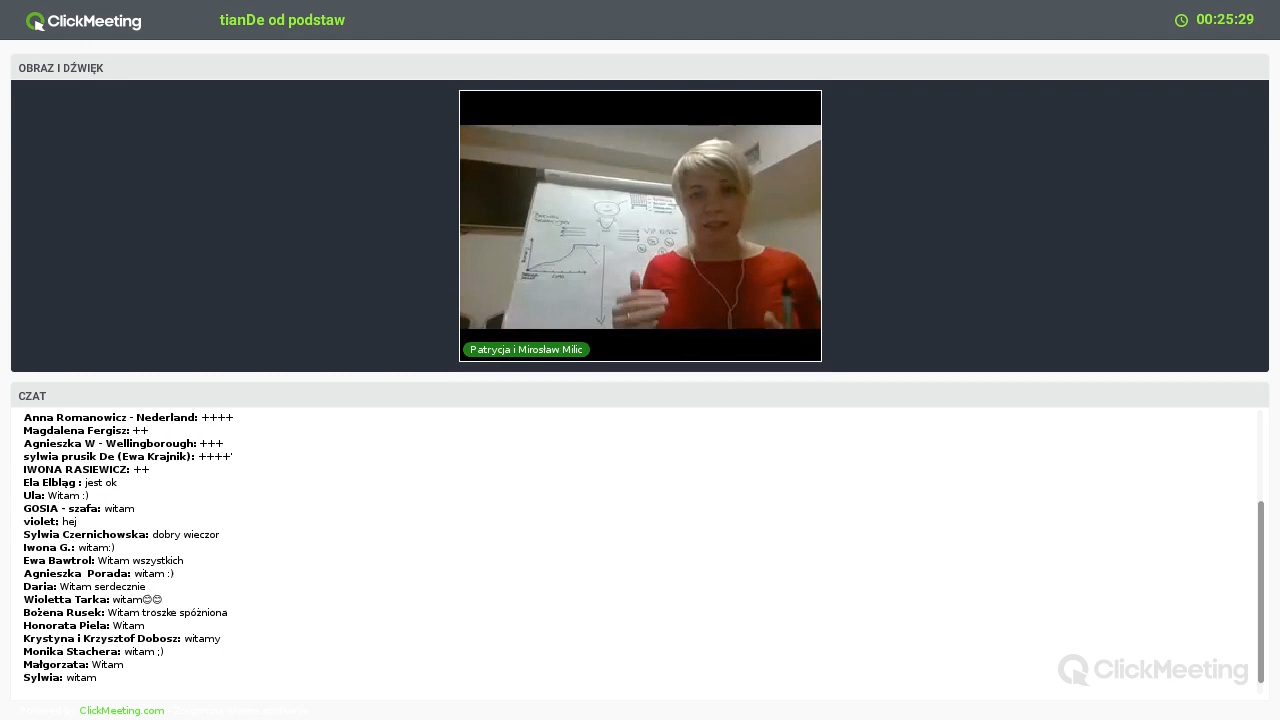 ClickMeeting
tianDe od podstaw
00:25:29
OBRAZ I DŹWIĘK
Patrycja i Mirosław Milic
CZAT
Anna Romanowicz - Nederland: ++++
Magdalena Fergisz: ++
Agnieszka W - Wellingborough: +++
sylwia prusik De (Ewa Krajnik): ++++'
IWONA RASIEWICZ: ++
Ela Elbląg : jest ok
Ula: Witam :)
GOSIA - szafa: witam
violet: hej
Sylwia Czernichowska: dobry wieczor
Iwona G.: witam:)
Ewa Bawtrol: Witam wszystkich
Agnieszka Porada: witam :)
Daria: Witam serdecznie
Wioletta Tarka: witam😊😊
Bożena Rusek: Witam troszke spóżniona
Honorata Piela: Witam
Krystyna i Krzysztof Dobosz: witamy
Monika Stachera: witam ;)
Małgorzata: Witam
Sylwia: witam
ClickMeeting
ClickMeeting.com